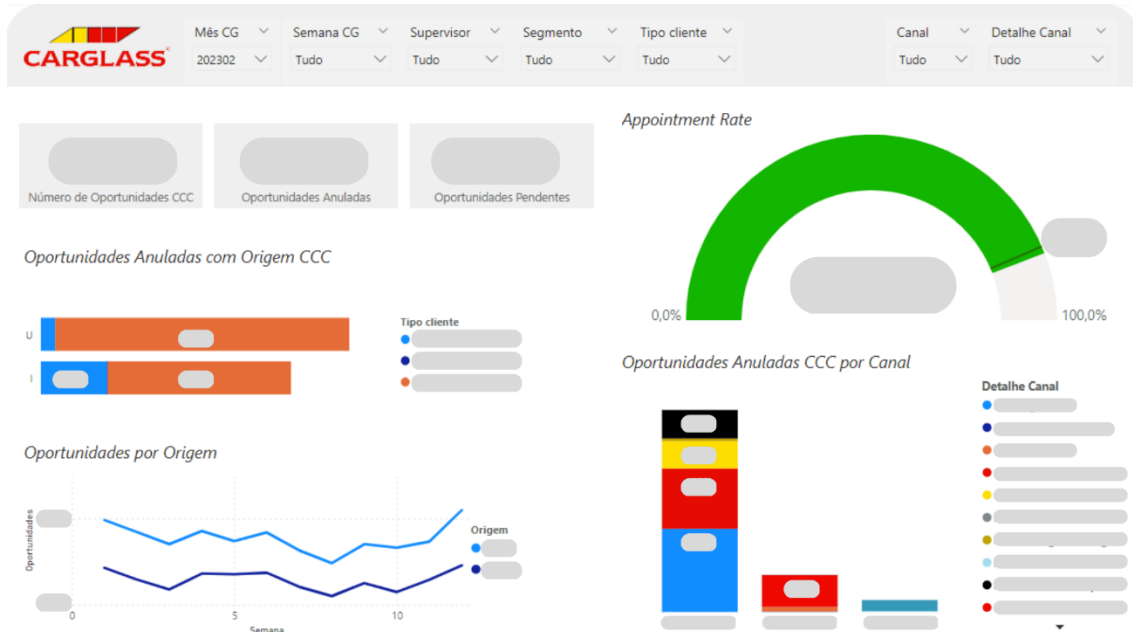 CARGLASS
Mês CG
202302
Semana CG
Tudo
Supervisor
Tudo
Segmento
Tudo
Tipo cliente
Tudo
Canal
Tudo
Detalhe Canal
Tudo
Número de Oportunidades CCC
Oportunidades Anuladas
Oportunidades Pendentes
Appointment Rate
0,0%
100,0%
Oportunidades Anuladas com Origem CCC
U
I
Tipo cliente
Oportunidades Anuladas CCC por Canal
Detalhe Canal
Oportunidades por Origem
Oportunidades
0
5
10
Semana
Origem